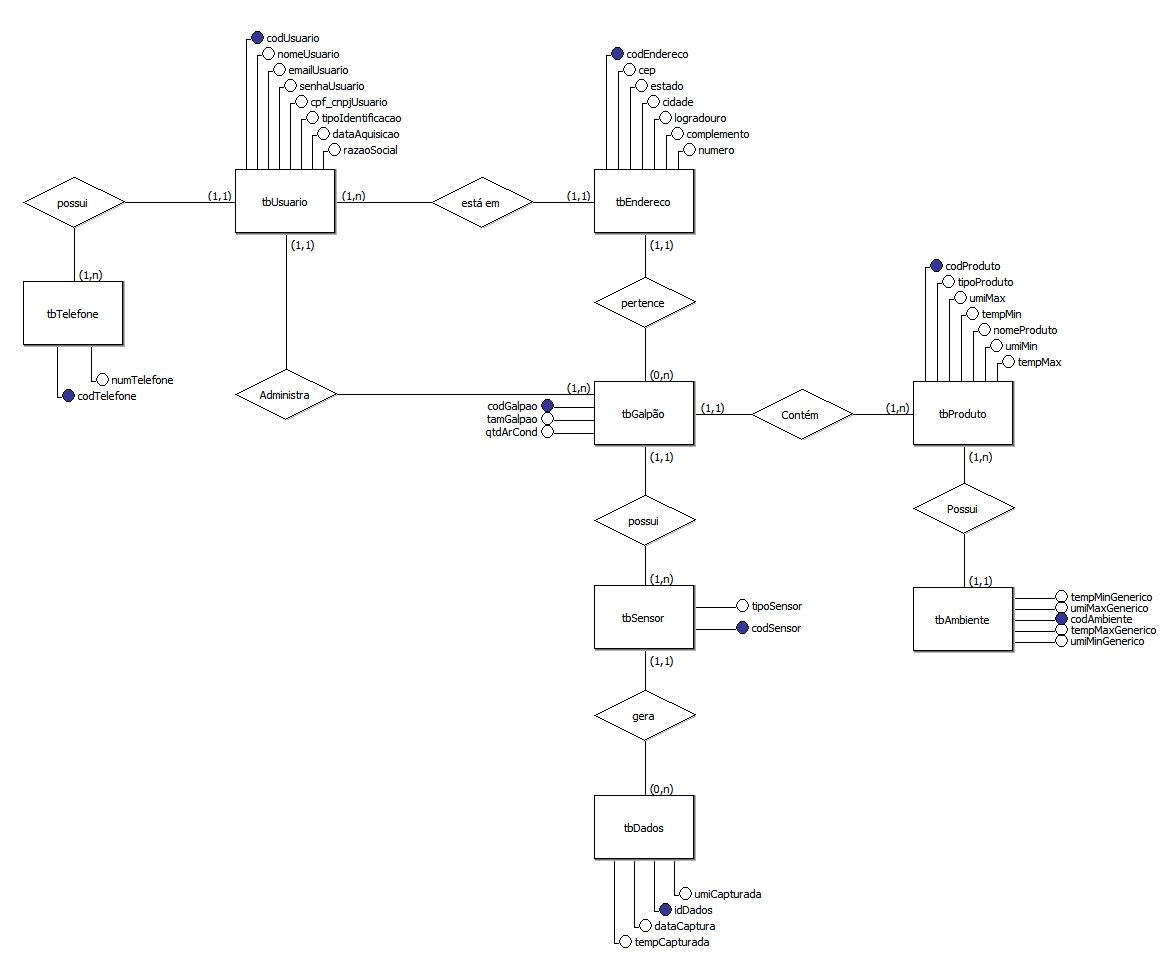 codUsuario
nomeUsuario
emailUsuario
senhaUsuario
cpf_cnpjUsuario
tipoIdentificacao
dataAquisicao
razaoSocial
codEndereco
cep
estado
cidade
logradouro
complemento
numero
possui
(1,1)
tbUsuario
(1,n)
está em
(1,1)
tbEndereco
(1,1)
(1,1)
(1,n)
tbTelefone
numTelefone
codTelefone
pertence
(0,n)
codProduto
tipoProduto
umiMax
tempMin
nomeProduto
umiMin
tempMax
Administra
(1,n)
codGalpao
tamGalpao
qtdArCond
tbGalpão
(1,1)
Contém
(1,n)
tbProduto
(1,1)
(1,n)
possui
Possui
(1,n)
(1,1)
tbSensor
tipoSensor
codSensor
tbAmbiente
tempMinGenerico
umiMaxGenerico
codAmbiente
tempMaxGenerico
umiMinGenerico
(1,1)
gera
(0,n)
tbDados
umiCapturada
idDados
dataCaptura
tempCapturada